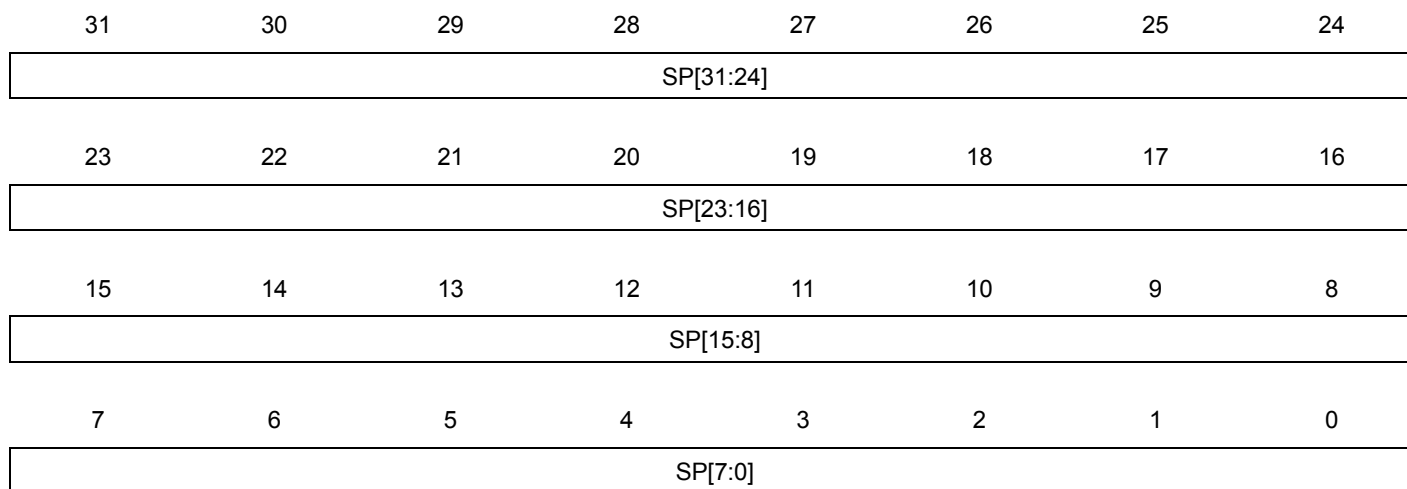 31 30 29 28 27 26 25 24
SP[31:24]
23 22 21 20 19 18 17 16
SP[23:16]
15 14 13 12 11 10 9 8
SP[15:8]
7 6 5 4 3 2 1 0
SP[7:0]